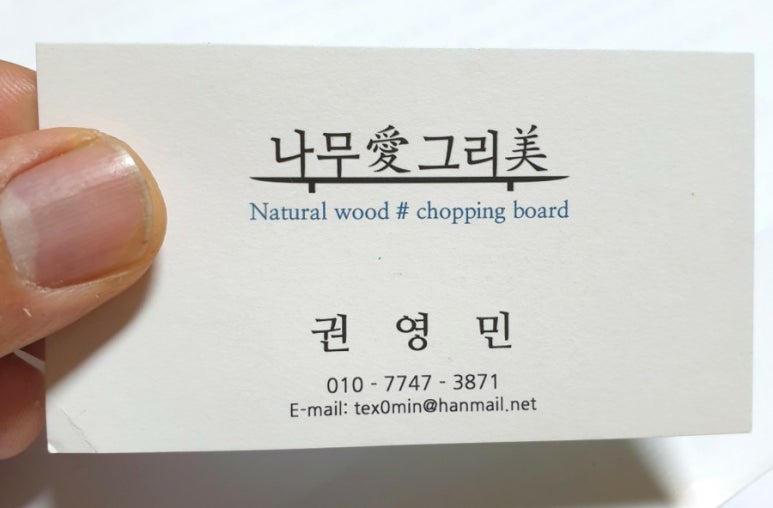 나무愛그리美
Natural wood # chopping board
권 영 민
010 - 7747 - 3871
E-mail: tex0min@hanmail.net